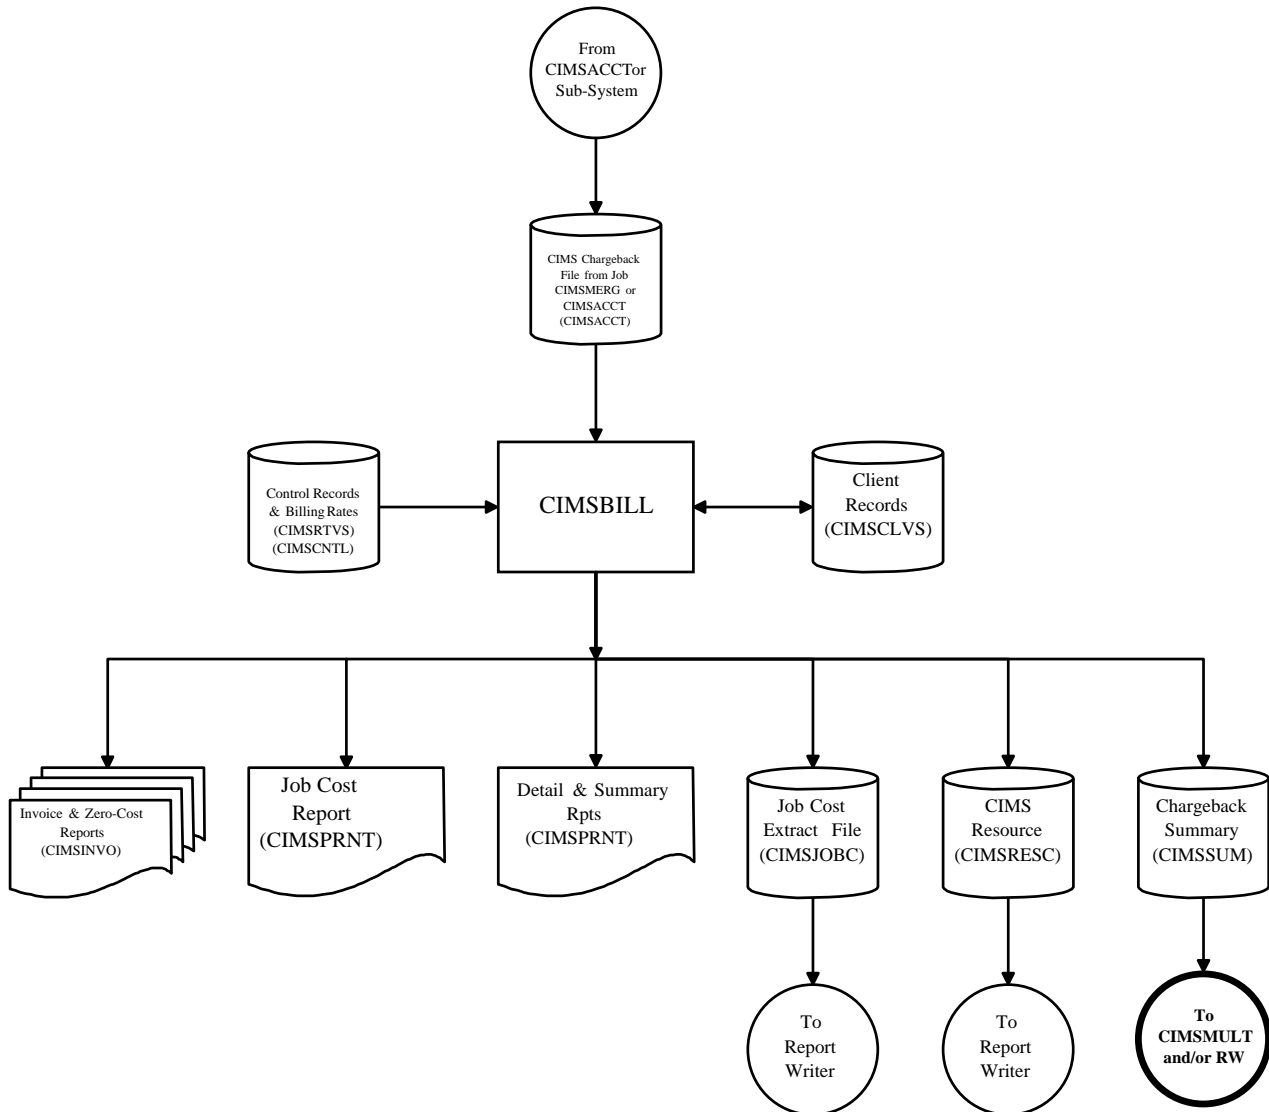 From
CIMSACCTor
Sub-System
CIMS Chargeback
File from Job
CIMSMERG or
CIMSACCT
(CIMSACCT)
Control Records
& Billing Rates
(CIMSRTVS)
(CIMSCNTL)
CIMSBILL
Client
Records
(CIMSCLVS)
Invoice & Zero-Cost
Reports
(CIMSINVO)
Job Cost
Report
(CIMSPRNT)
Detail & Summary
Rpts
(CIMSPRNT)
Job Cost
Extract File
(CIMSJOBC)
CIMS
Resource
(CIMSRESC)
Chargeback
Summary
(CIMSSUM)
To
Report
Writer
To
Report
Writer
To
CIMSMULT
and/or RW